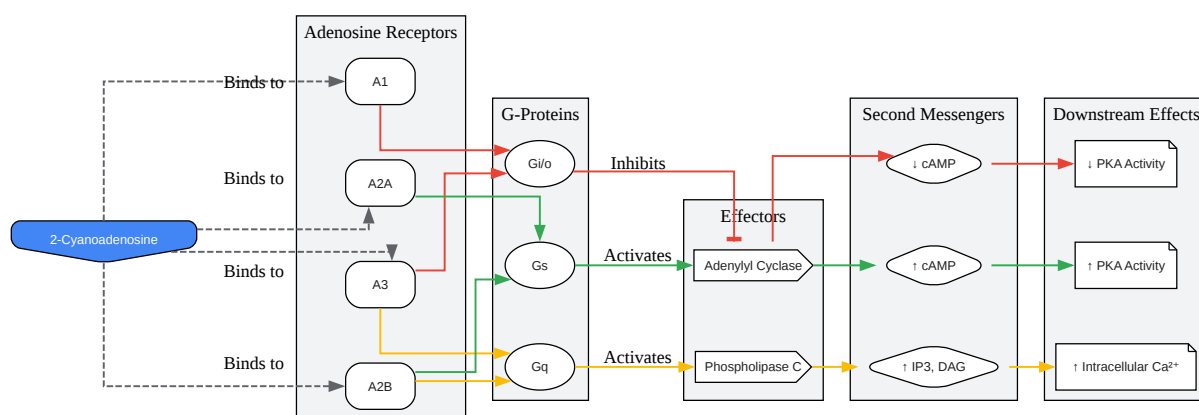 Adenosine Receptors
Binds to
A1
G-Proteins
Second Messengers
Downstream Effects
Gi/o
Inhibits
↓ cAMP
↓ PKA Activity
Binds to
A2A
Effectors
2-Cyanoadenosine
Binds to
A3
Gs
Activates
Adenylyl Cyclase
↑ cAMP
↑ PKA Activity
Binds to
A2B
Gq
Activates
Phospholipase C
↑ IP3, DAG
↑ Intracellular Ca²⁺